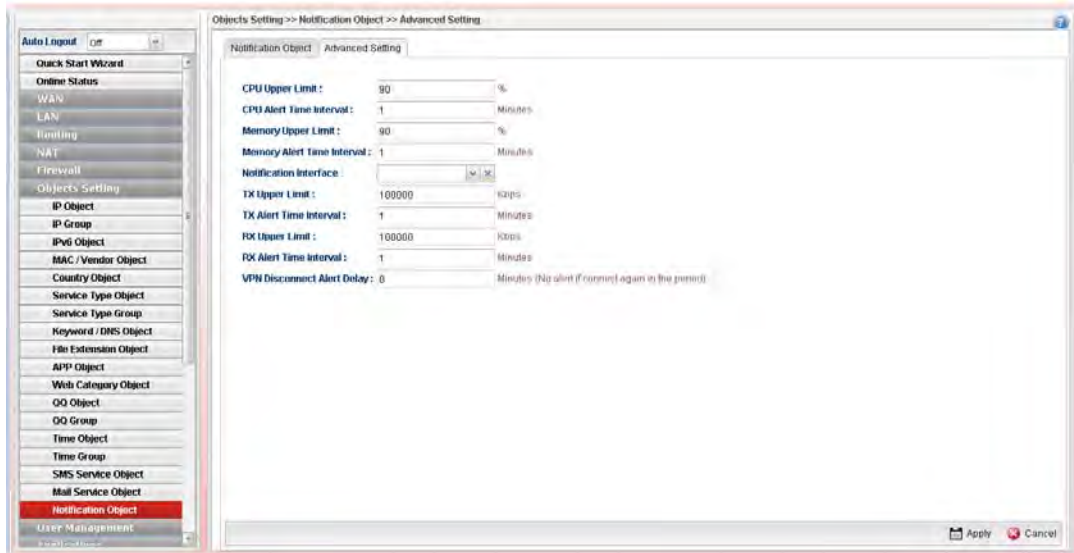 Objects Setting >> Notification Object >> Advanced Setting
Auto Logout Off
Quick Start Wizard
Online Status
WAN
LAN
Routing
NAT
Firewall
Objects Setting
IP Object
IP Group
IPv6 Object
MAC / Vendor Object
Country Object
Service Type Object
Service Type Group
Keyword / DNS Object
File Extension Object
APP Object
Web Category Object
QQ Object
QQ Group
Time Object
Time Group
SMS Service Object
Mail Service Object
Notification Object
User Management
Applications
Notification Object Advanced Setting
CPU Upper Limit : 90 %
CPU Alert Time Interval : 1 Minutes
Memory Upper Limit : 90 %
Memory Alert Time Interval : 1 Minutes
Notification Interface
TX Upper Limit : 100000 Kbps
TX Alert Time Interval : 1 Minutes
RX Upper Limit : 100000 Kbps
RX Alert Time Interval : 1 Minutes
VPN Disconnect Alert Delay : 0 Minutes (No alert if connect again in the period)
Apply Cancel